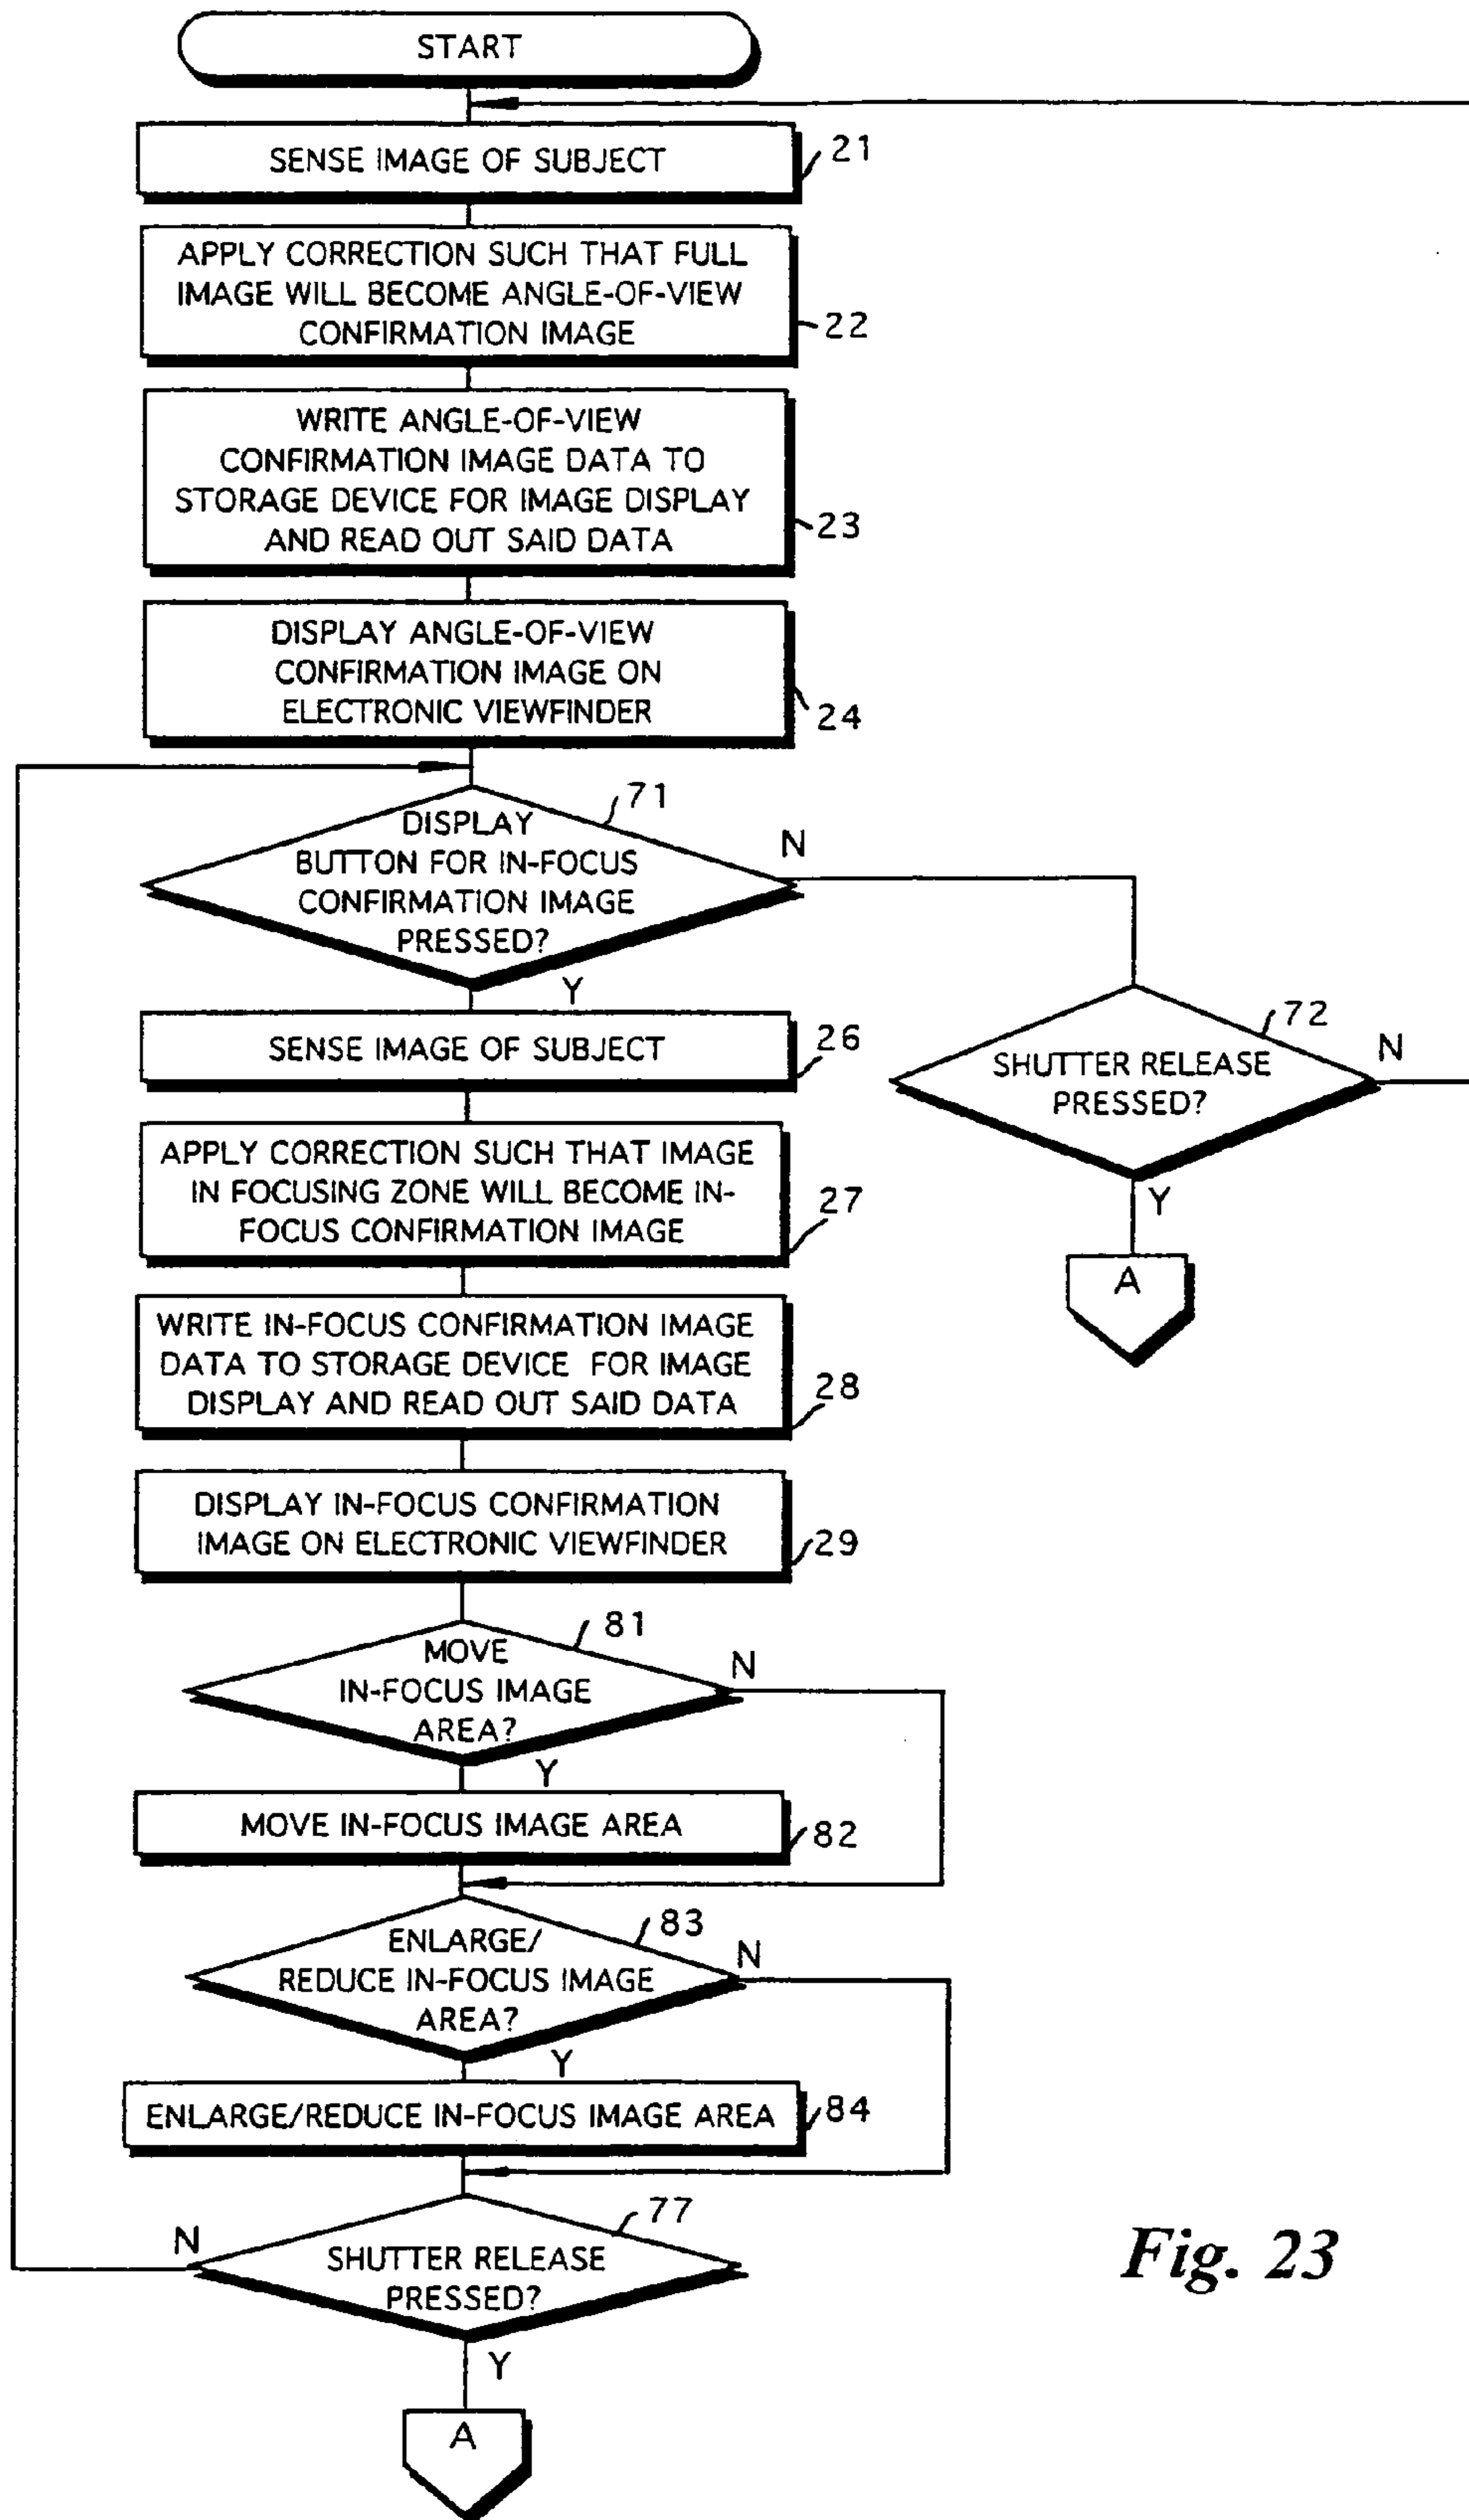 START
SENSE IMAGE OF SUBJECT
21
APPLY CORRECTION SUCH THAT FULL
IMAGE WILL BECOME ANGLE-OF-VIEW
CONFIRMATION IMAGE
22
WRITE ANGLE-OF-VIEW
CONFIRMATION IMAGE DATA TO
STORAGE DEVICE FOR IMAGE DISPLAY
AND READ OUT SAID DATA
23
DISPLAY ANGLE-OF-VIEW
CONFIRMATION IMAGE ON
ELECTRONIC VIEWFINDER
24
71
DISPLAY
BUTTON FOR IN-FOCUS
CONFIRMATION IMAGE
PRESSED?
N
Y
72
SHUTTER RELEASE
PRESSED?
N
Y
A
SENSE IMAGE OF SUBJECT
26
APPLY CORRECTION SUCH THAT IMAGE
IN FOCUSING ZONE WILL BECOME IN-
FOCUS CONFIRMATION IMAGE
27
WRITE IN-FOCUS CONFIRMATION IMAGE
DATA TO STORAGE DEVICE FOR IMAGE
DISPLAY AND READ OUT SAID DATA
28
DISPLAY IN-FOCUS CONFIRMATION
IMAGE ON ELECTRONIC VIEWFINDER
29
81
MOVE
IN-FOCUS IMAGE
AREA?
N
Y
MOVE IN-FOCUS IMAGE AREA
82
83
ENLARGE/
REDUCE IN-FOCUS IMAGE
AREA?
N
Y
ENLARGE/REDUCE IN-FOCUS IMAGE AREA
84
77
N
SHUTTER RELEASE
PRESSED?
Y
A
Fig. 23